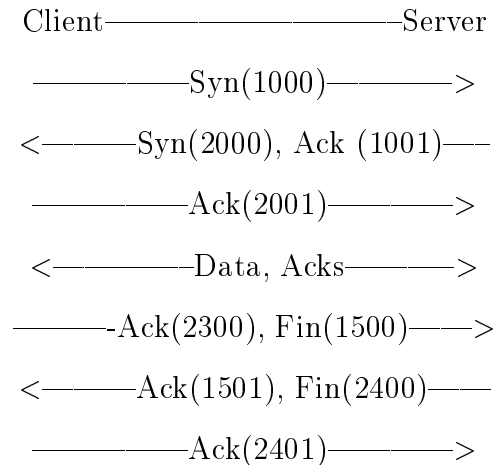 Client———————————Server
—————Syn(1000)————>
<————Syn(2000), Ack (1001)—–
—————Ack(2001)————>
<—————Data, Acks————>
———-Ack(2300), Fin(1500)——>
<————Ack(1501), Fin(2400)——
—————Ack(2401)————>